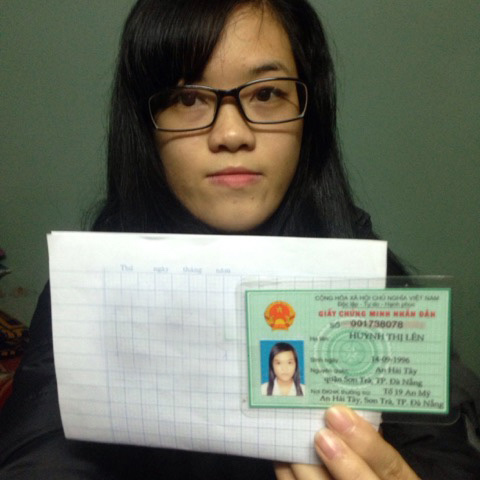 Thứ ngày tháng năm
CỘNG HÒA XÃ HỘI CHỦ NGHĨA VIỆT NAM
Độc lập - Tự do - Hạnh phúc
GIẤY CHỨNG MINH NHÂN DÂN
SỐ 001738078
Họ tên: HUỲNH THỊ LÊN
Sinh ngày: 14-09-1996
Nguyên quán: An Hải Tây
quận Sơn Trà, TP. Đà Nẵng
Nơi ĐKHK thường trú: Tổ 19 An Mỹ
An Hải Tây, Sơn Trà, TP. Đà Nẵng